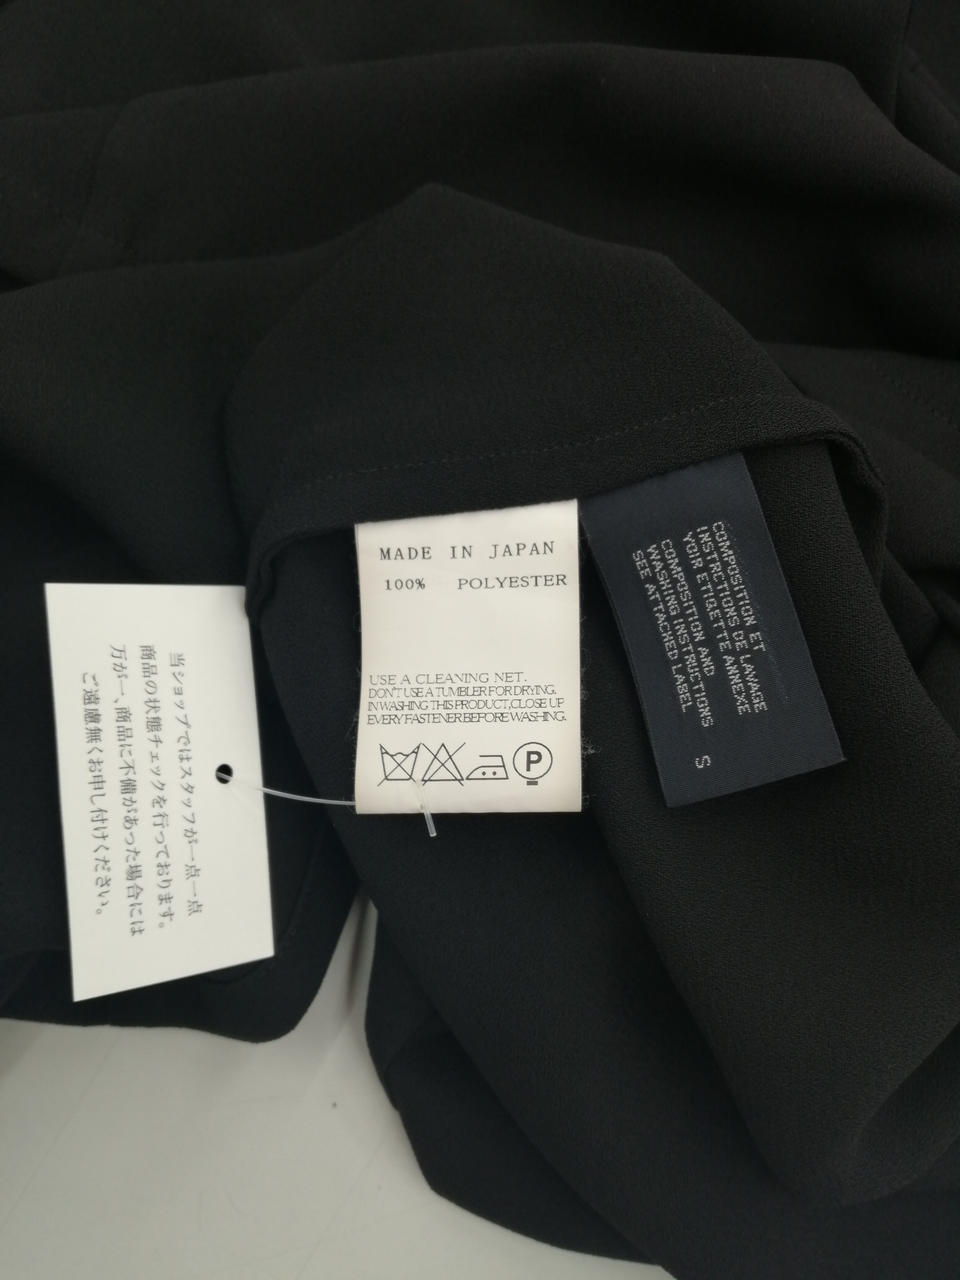 当ショップではスタッフが一点一点
商品の状態チェックを行っております。
万が一、商品に不備があった場合には
ご遠慮無くお申し付けください。
MADE IN JAPAN
100% POLYESTER
USE A CLEANING NET.
DON'T USE A TUMBLER FOR DRYING.
IN WASHING THIS PRODUCT,CLOSE UP
EVERY FASTENER BEFORE WASHING.
P
COMPOSITION ET
INSTRCTIONS DE LAVAGE
VOIR ETIQETTE ANNEXE
COMPOSITION AND
WASHING INSTRUCTIONS
SEE ATTACHED LABEL
S